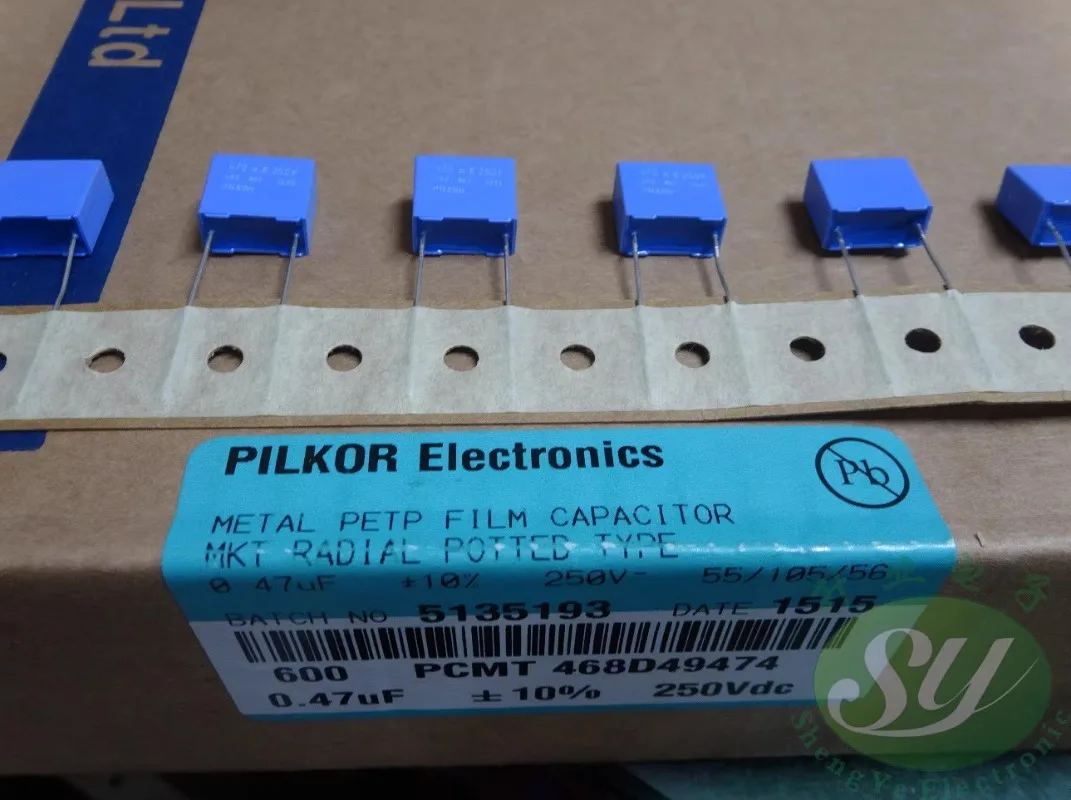 Ltd
PILKOR Electronics
Pb
METAL PETP FILM CAPACITOR
MKT RADIAL POTTED TYPE
0.47uF ±10% 250V- 55/105/56
BATCH NO 5135193 DATE 1515
600 PCMT 468D49474
0.47uF ±10% 250Vdc
SY
ShengYe Electronic